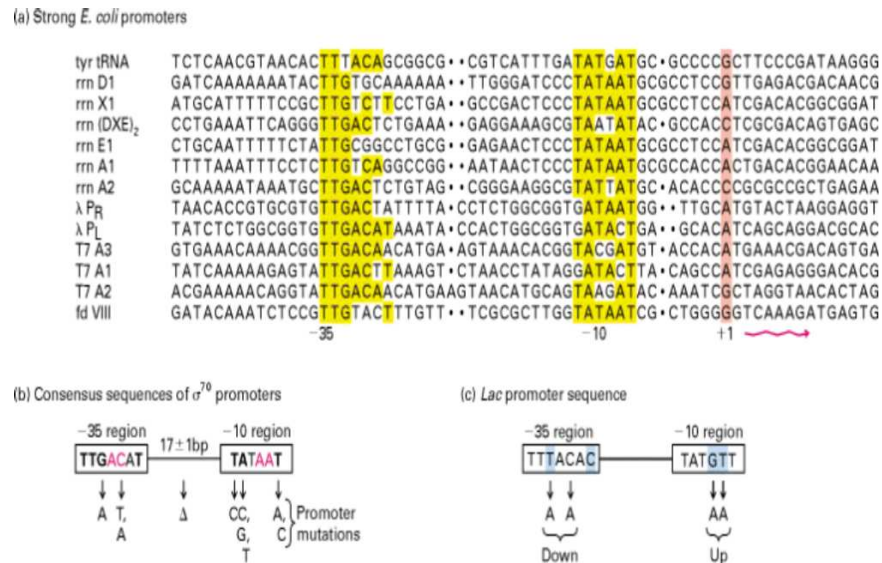 (a) Strong E. coli promoters
tyr tRNA TCTCAACGTAACACTTTACAGCGGCG··CGTCATTTGATATGATGC·GCCCCGCTTCCCGATAAGGG
rrn D1 GATCAAAAAAATACTTGTGCAAAAAA··TTGGGATCCCTATAATGCGCCTCCGTTGAGACGACAACG
rrn X1 ATGCATTTTTCCGCTTGTCTTCCTGA··GCCGACTCCCTATAATGCGCCTCCATCGACACGGCGGAT
rrn (DXE)₂ CCTGAAATTCAGGGTTGACTCTGAAA··GAGGAAAGCGTAATATAC·GCCACCTCGCGACAGTGAGC
rrn E1 CTGCAATTTTTCTATTGCGGCCTGCG··GAGAACTCCCTATAATGCGCCTCCATCGACACGGCGGAT
rrn A1 TTTTAAATTTCCTCTTGTCAGGCCGG··AATAACTCCCTATAATGCGCCACCACTGACACGGAACAA
rrn A2 GCAAAAATAAATGCTTGACTCTGTAG··CGGGAAGGCGTATTATGC·ACACCCCGCGCCGCTGAGAA
λ PR TAACACCGTGCGTGTTGACTATTTTA·CCTCTGGCGGTGATAATGG··TTGCATGTACTAAGGAGGT
λ PL TATCTCTGGCGGTGTTGACATAAATA·CCACTGGCGGTGATACTGA··GCACATCAGCAGGACGCAC
T7 A3 GTGAAACAAAACGGTTGACAACATGA·AGTAAACACGGTACGATGT·ACCACATGAAACGACAGTGA
T7 A1 TATCAAAAAGAGTATTGACTTAAAGT·CTAACCTATAGGATACTTA·CAGCCATCGAGAGGGACACG
T7 A2 ACGAAAAACAGGTATTGACAACATGAAGTAACATGCAGTAAGATAC·AAATCGCTAGGTAACACTAG
fd VIII GATACAAATCTCCGTTGTACTTTGTT··TCGCGCTTGGTATAATCG·CTGGGGGTCAAAGATGAGTG
−35 −10 +1
(b) Consensus sequences of σ⁷⁰ promoters
−35 region 17±1bp −10 region
TTGACAT TATAAT
A T, Δ CC, A,
A G, C
T
Promoter
mutations
(c) Lac promoter sequence
−35 region −10 region
TTTACAC TATGTT
A A AA
Down Up